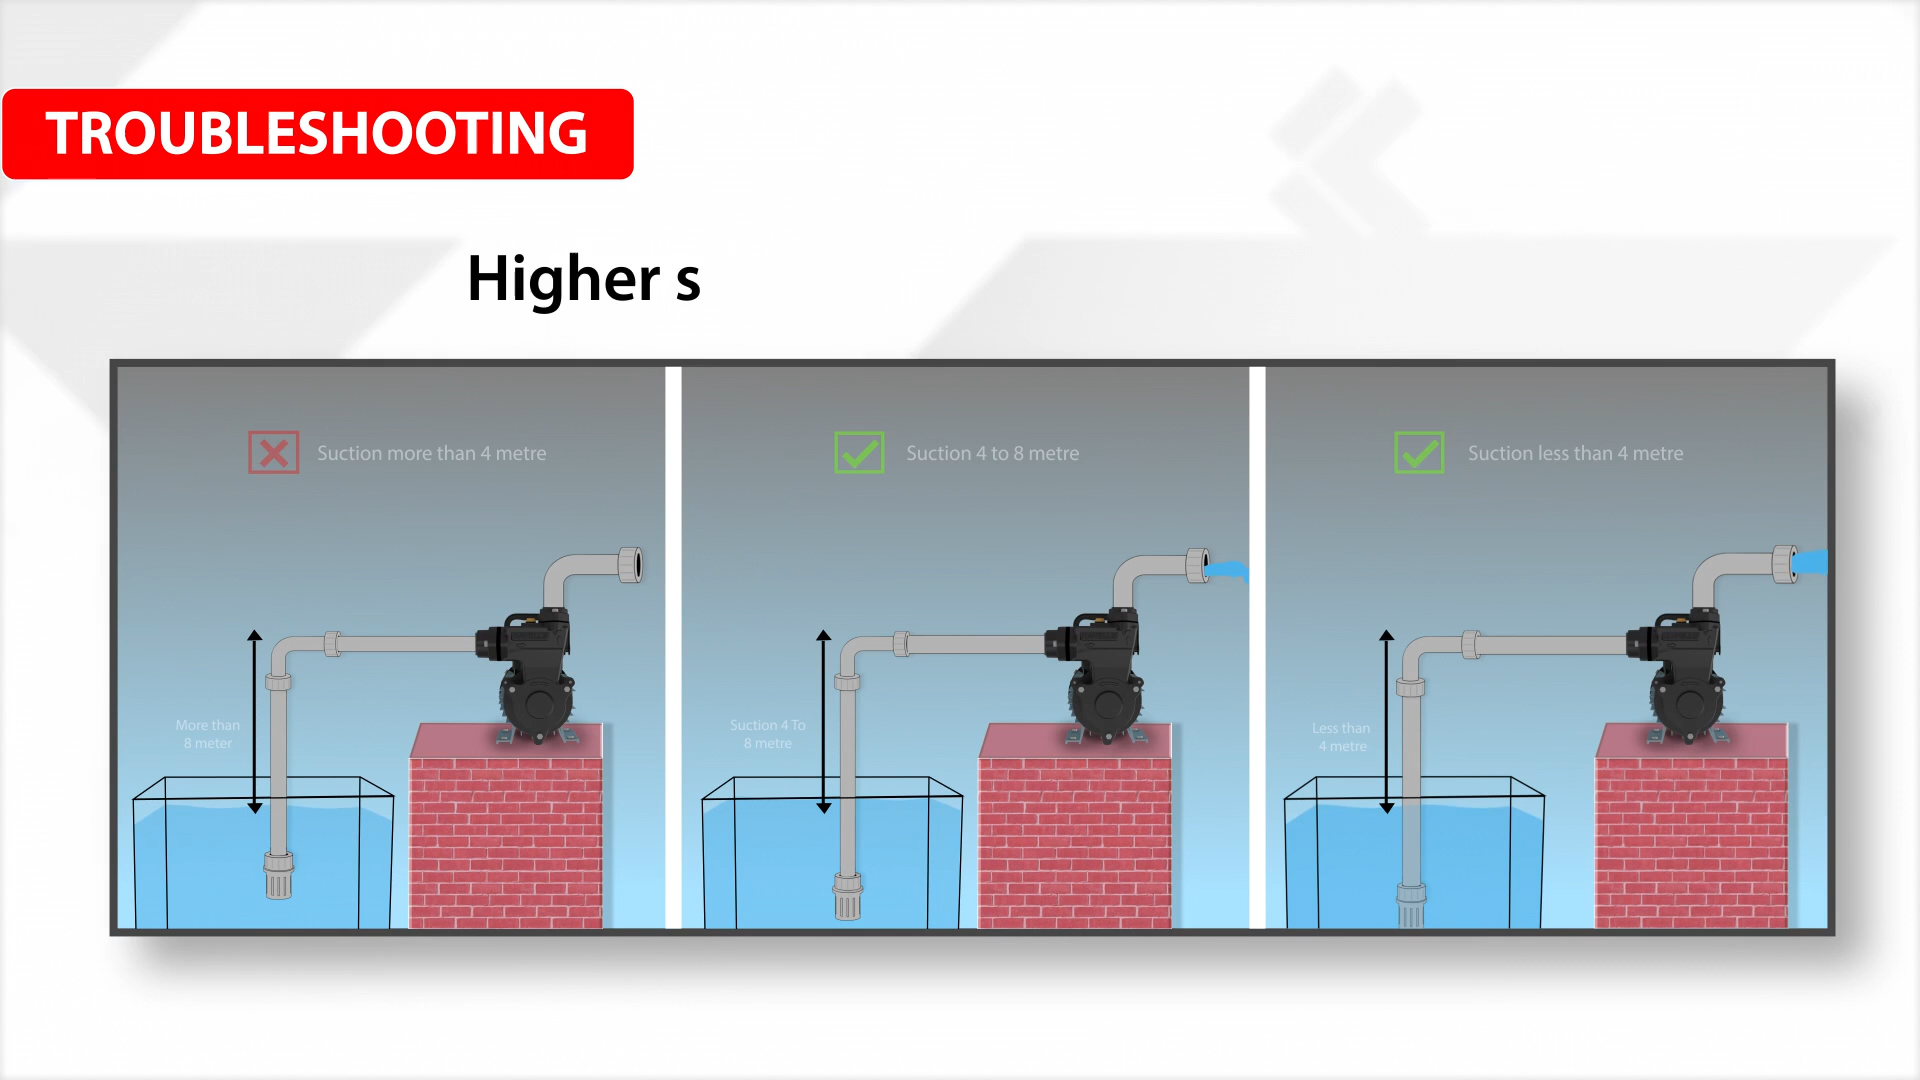 TROUBLESHOOTING
Higher s
Suction more than 4 metre
Suction 4 to 8 metre
Suction less than 4 metre
More than
8 meter
Suction 4 To
8 metre
Less than
4 metre